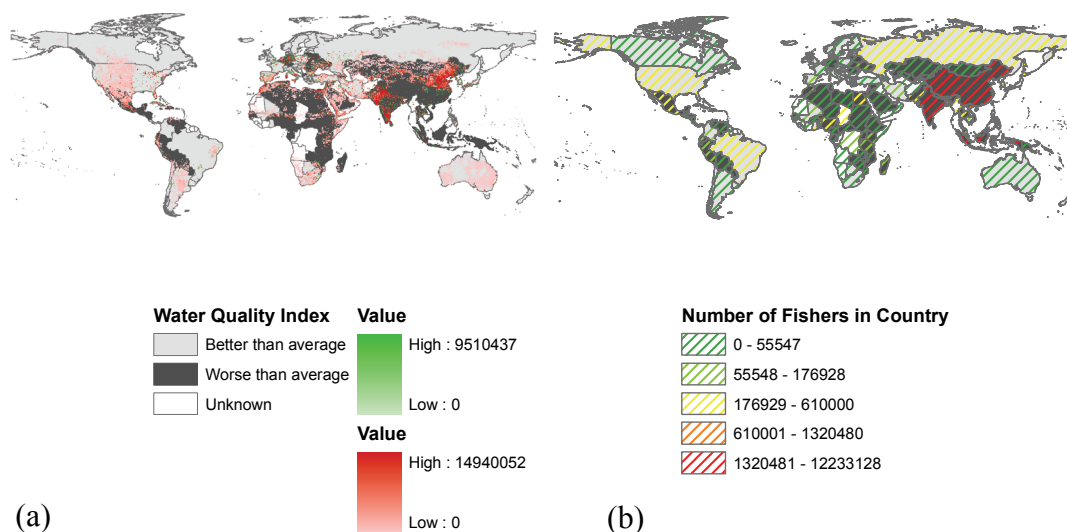 Water Quality Index
Better than average
Worse than average
Unknown
Value
High : 9510437
Low : 0
Value
High : 14940052
Low : 0
(a)
Number of Fishers in Country
0 - 55547
55548 - 176928
176929 - 610000
610001 - 1320480
1320481 - 12233128
(b)